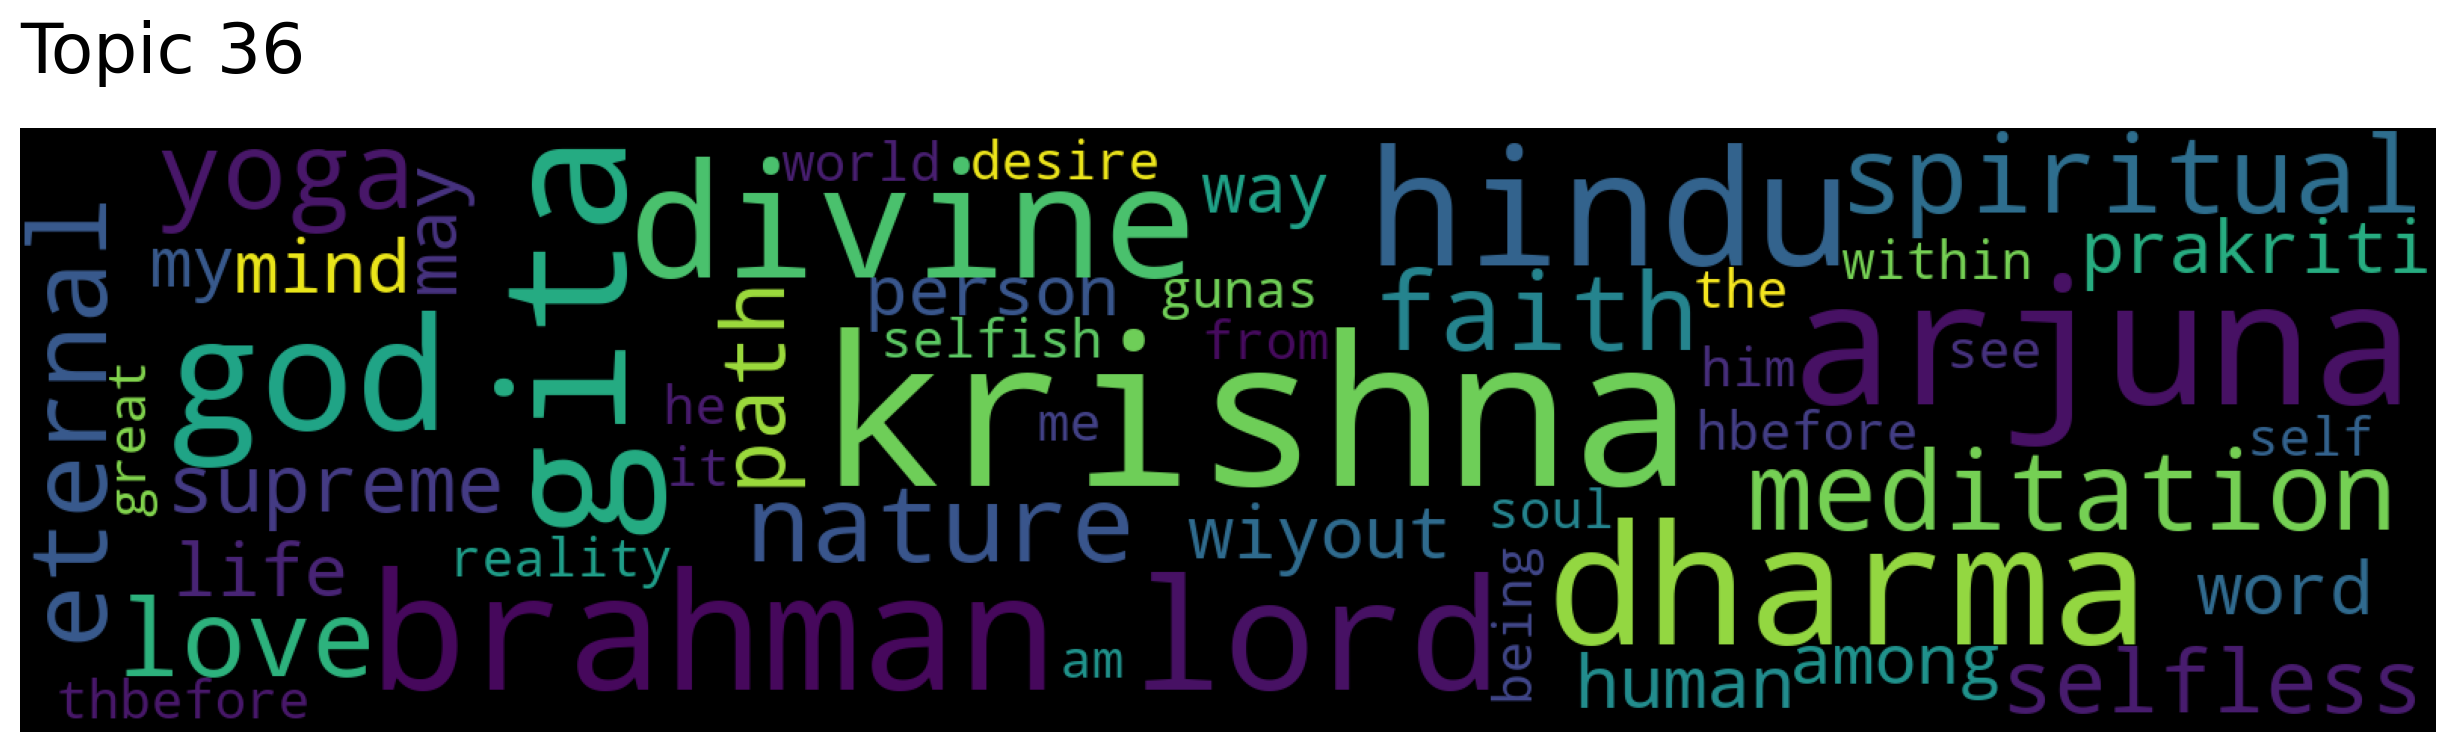 Topic 36
yoga
may
gita
divine
world
desire
way
hindu
spiritual
eternal
my
mind
person
gunas
faith
the
within
prakriti
god
great
path
selfish
krishna
from
arjuna
him
see
he
me
hbefore
self
it
supreme
nature
wiyout
soul
meditation
life
reality
being
dharma
word
love
brahman
am
lord
human
among
selfless
thbefore